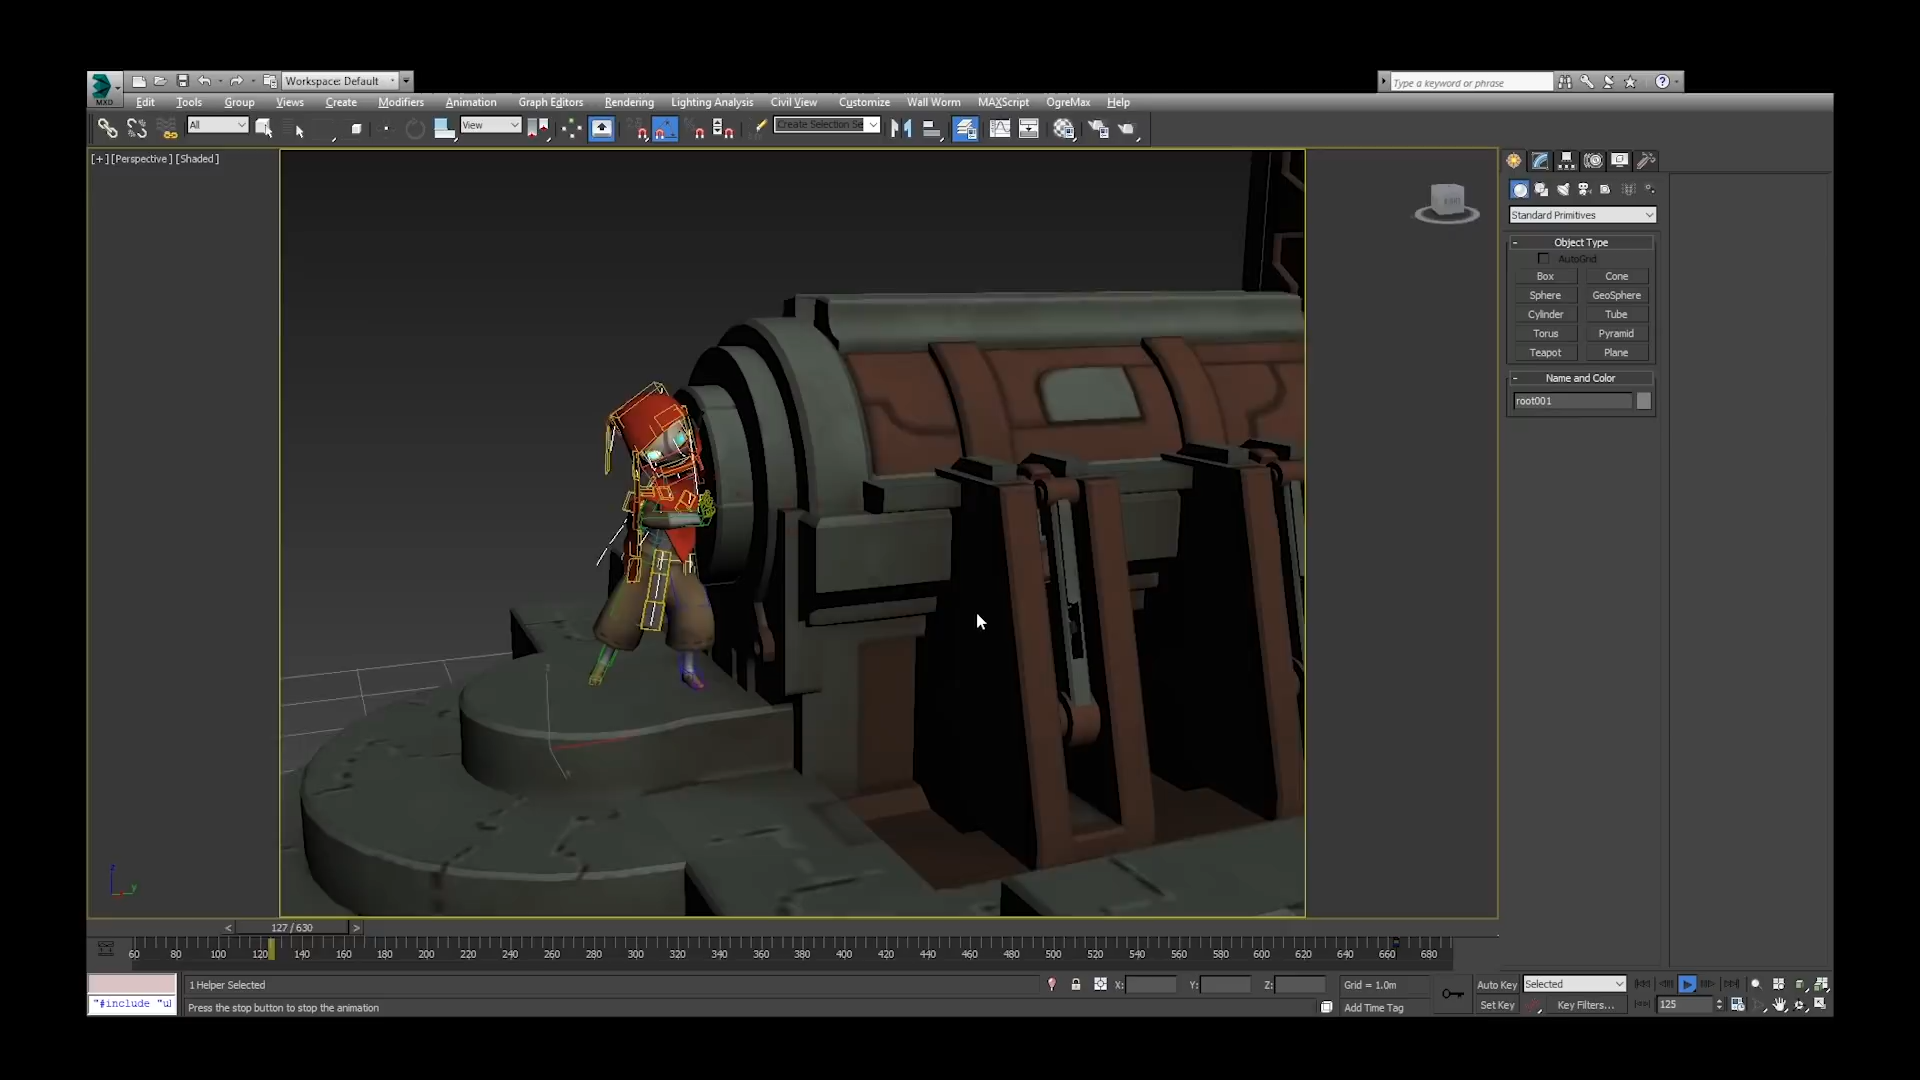 Workspace: Default
Type a keyword or phrase
MXD
Edit Tools Group Views Create Modifiers Animation Graph Editors Rendering Lighting Analysis Civil View Customize Wall Worm MAXScript OgreMax Help
All
View
Create Selection Se
[+] [Perspective] [Shaded]
Standard Primitives
- Object Type
AutoGrid
Box Cone
Sphere GeoSphere
Cylinder Tube
Torus Pyramid
Teapot Plane
- Name and Color
root001
z
y
< 127 / 630 >
60 80 100 120 140 160 180 200 220 240 260 280 300 320 340 360 380 400 420 440 460 480 500 520 540 560 580 600 620 640 660 680
1 Helper Selected
X: Y: Z: Grid = 1.0m
Auto Key Selected
"#include "ul
Press the stop button to stop the animation
Add Time Tag
Set Key Key Filters... 125